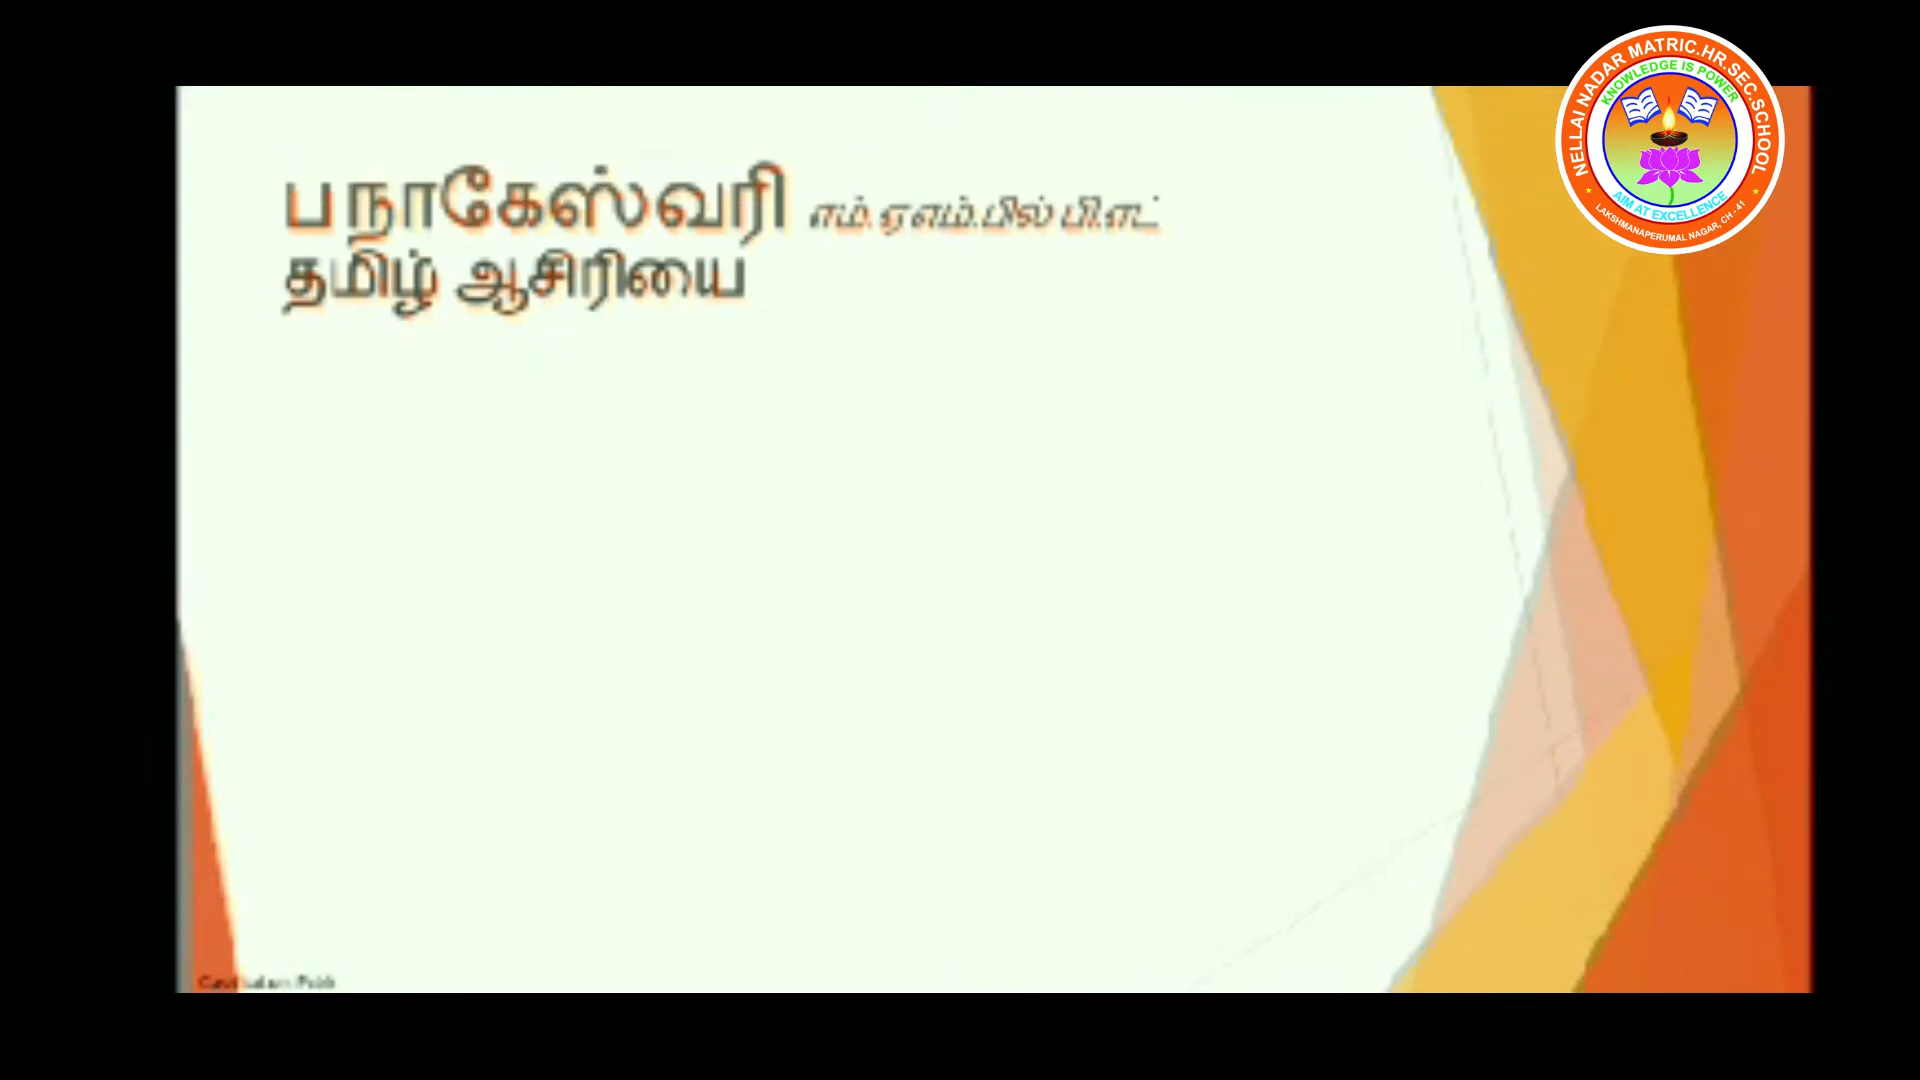 ப நாகேஸ்வரி எம். ஏ எம்.பில் பி.எட்
தமிழ் ஆசிரியை
NELLAI NADAR MATRIC.HR.SEC.SCHOOL
KNOWLEDGE IS POWER
AIM AT EXCELLENCE
LAKSHMANAPERUMAL NAGAR, CH - 41